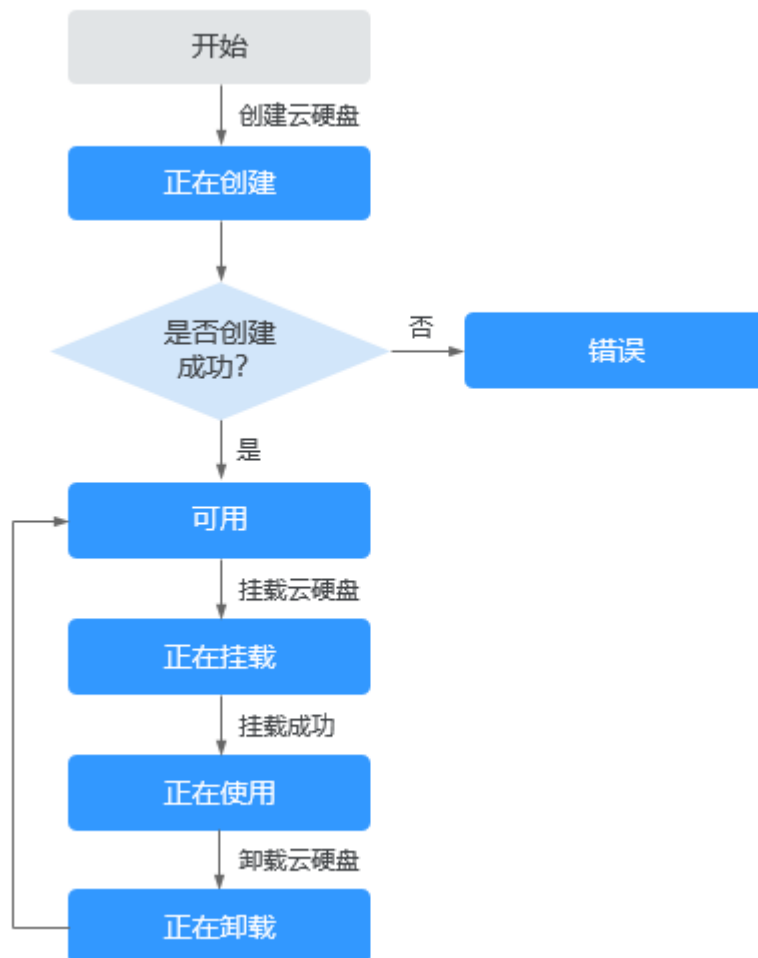 开始
创建云硬盘
正在创建
是否创建
成功?
否
错误
是
可用
挂载云硬盘
正在挂载
挂载成功
正在使用
卸载云硬盘
正在卸载